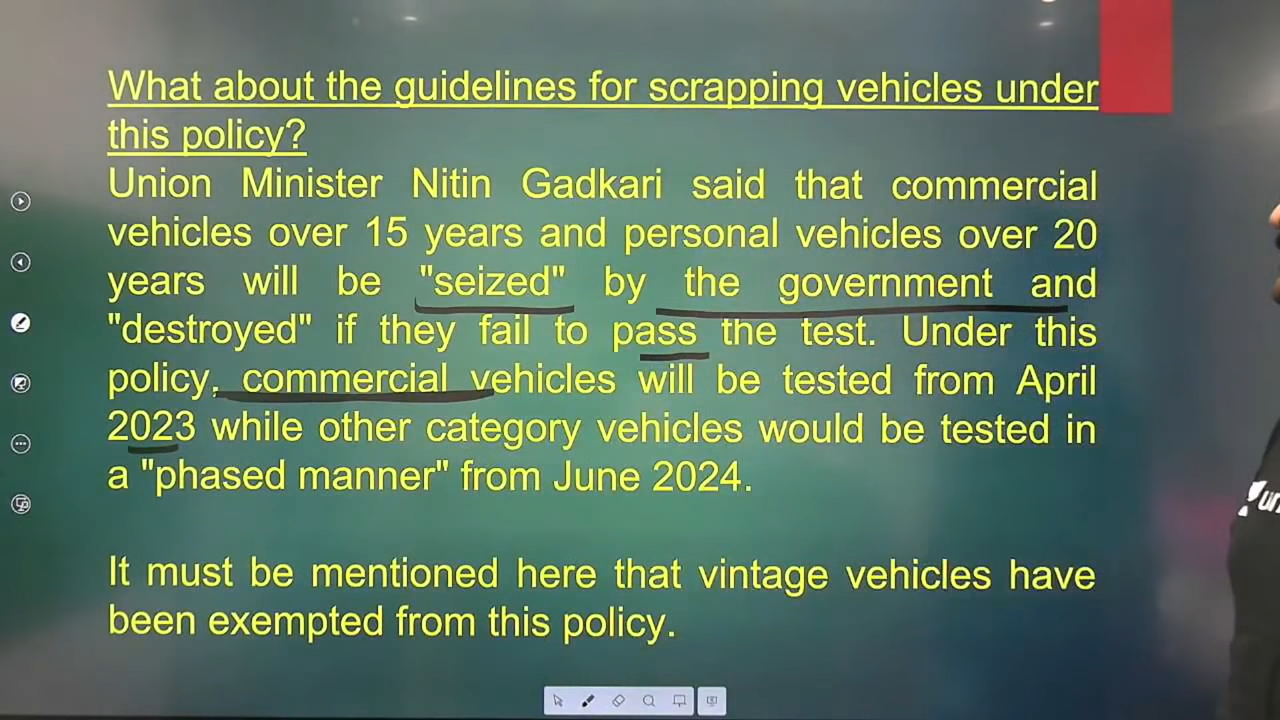 What about the guidelines for scrapping vehicles under
this policy?
Union Minister Nitin Gadkari said that commercial
vehicles over 15 years and personal vehicles over 20
years will be "seized" by the government and
"destroyed" if they fail to pass the test. Under this
policy, commercial vehicles will be tested from April
2023 while other category vehicles would be tested in
a "phased manner" from June 2024.
It must be mentioned here that vintage vehicles have
been exempted from this policy.